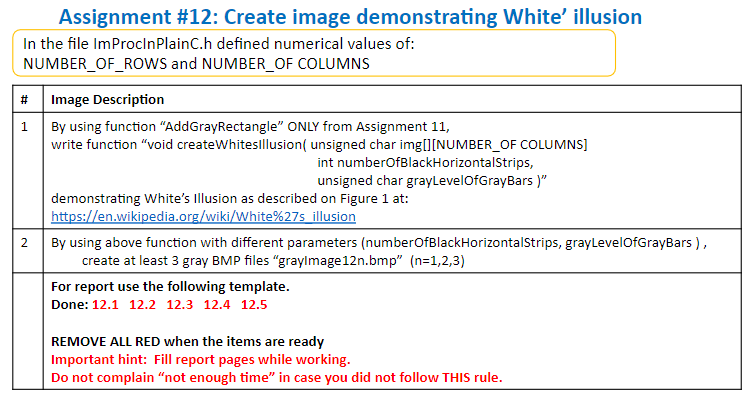 Assignment #12: Create image demonstrating White’ illusion
In the file ImProcInPlainC.h defined numerical values of:
NUMBER_OF_ROWS and NUMBER_OF COLUMNS
# Image Description
1 By using function “AddGrayRectangle” ONLY from Assignment 11,
write function “void createWhitesIllusion( unsigned char img[][NUMBER_OF COLUMNS]
int numberOfBlackHorizontalStrips,
unsigned char grayLevelOfGrayBars )”
demonstrating White’s Illusion as described on Figure 1 at:
https://en.wikipedia.org/wiki/White%27s_illusion
2 By using above function with different parameters (numberOfBlackHorizontalStrips, grayLevelOfGrayBars ) ,
create at least 3 gray BMP files “grayImage12n.bmp” (n=1,2,3)
For report use the following template.
Done: 12.1 12.2 12.3 12.4 12.5
REMOVE ALL RED when the items are ready
Important hint: Fill report pages while working.
Do not complain “not enough time” in case you did not follow THIS rule.